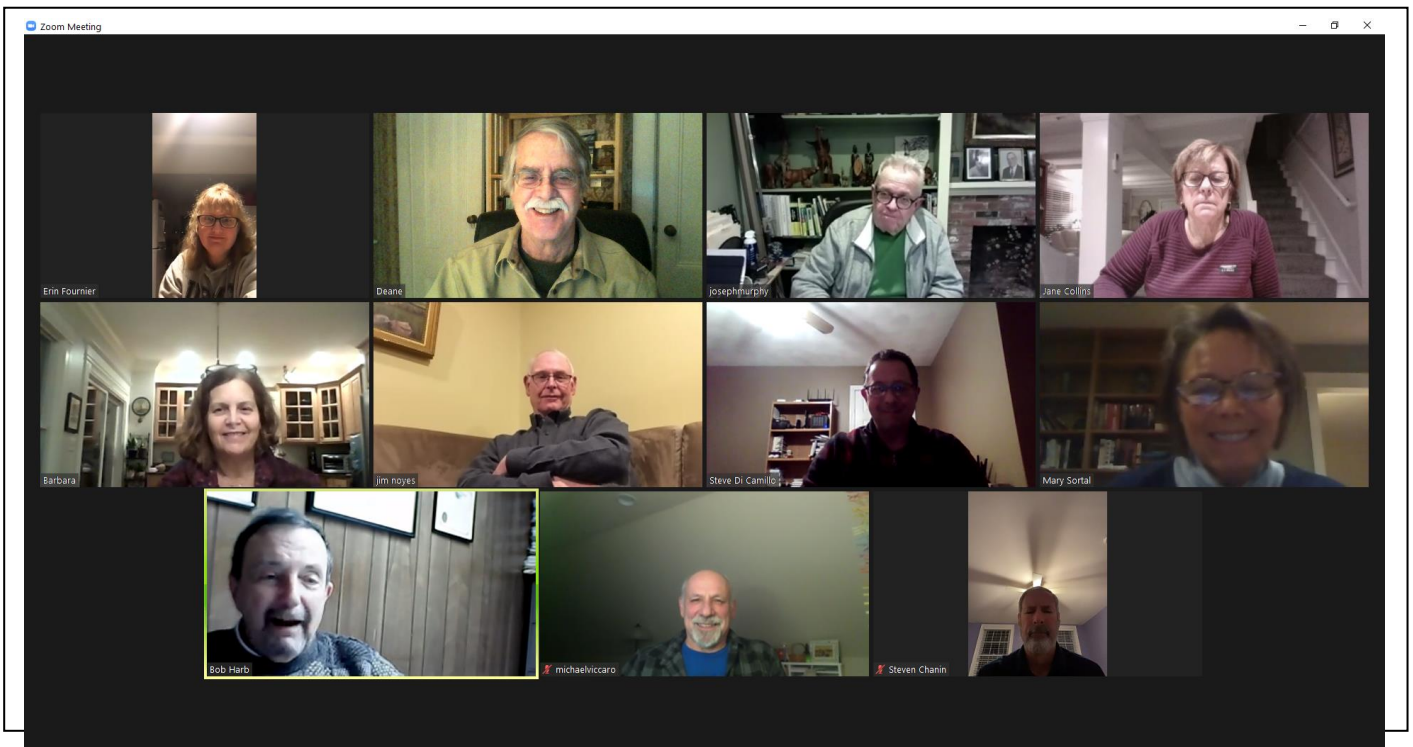 Zoom Meeting
Erin Fournier
Deane
josephmurphy
Jane Collins
Barbara
jim noyes
Steve Di Camillo
Mary Sortal
Bob Harb
michaelviccaro
Steven Chanin